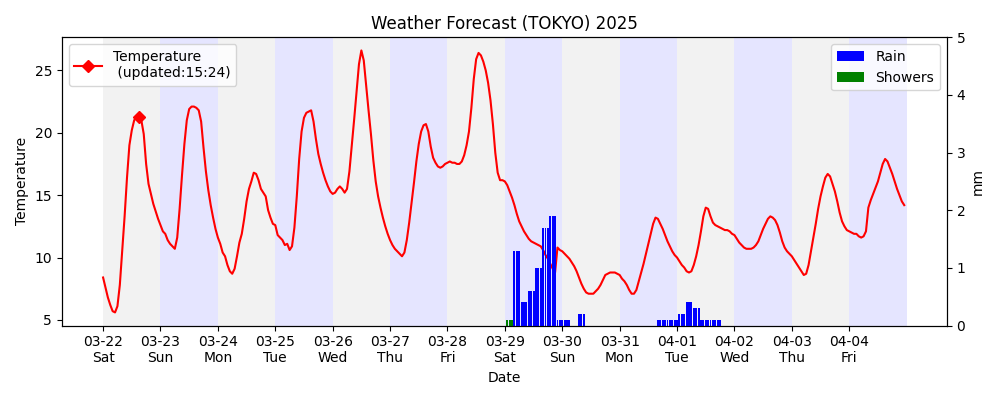 Weather Forecast (TOKYO) 2025
Temperature
(updated:15:24)
Rain
Showers
Temperature
25
20
15
10
5
5
4
3
2
1
0
mm
03-22 03-23 03-24 03-25 03-26 03-27 03-28 03-29 03-30 03-31 04-01 04-02 04-03 04-04
Sat Sun Mon Tue Wed Thu Fri Sat Sun Mon Tue Wed Thu Fri
Date